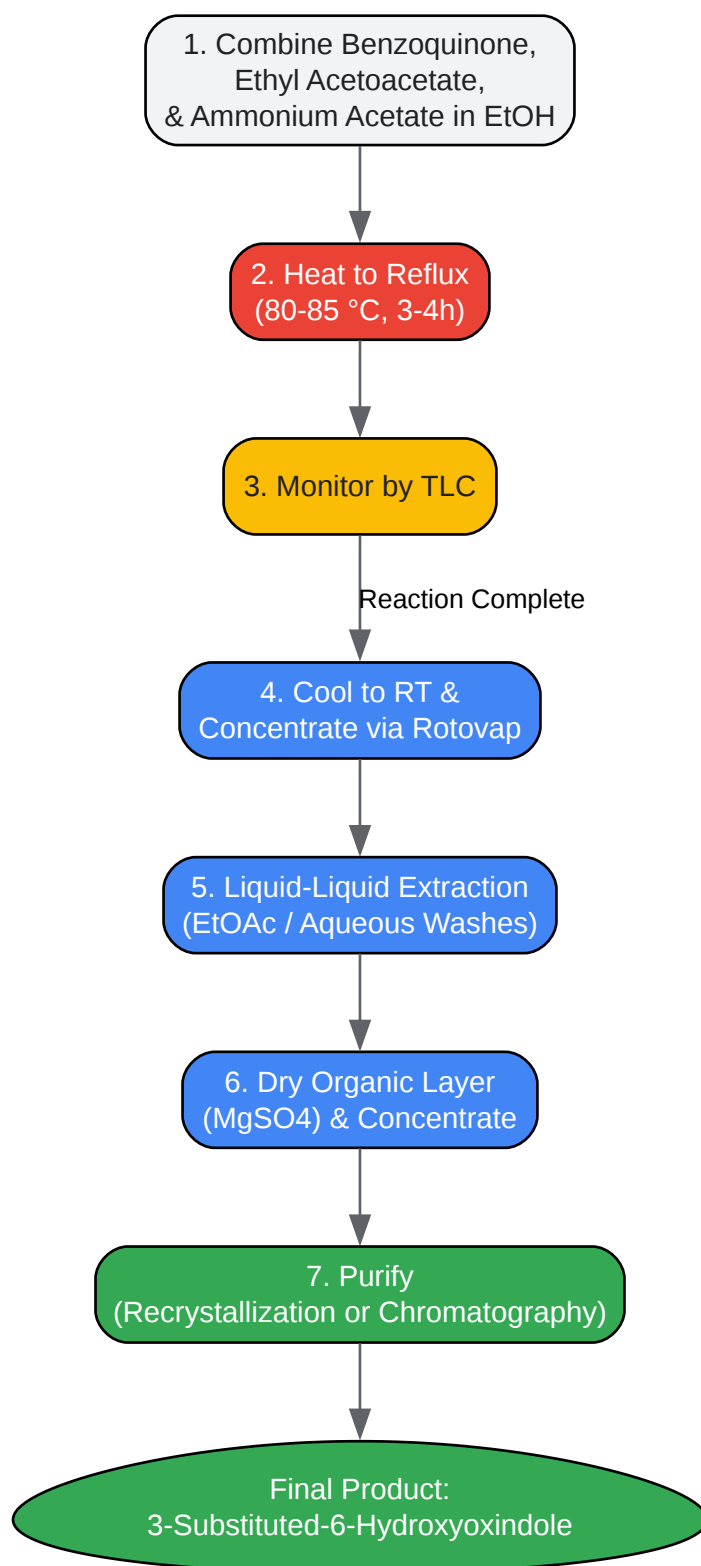 1. Combine Benzoquinone,
Ethyl Acetoacetate,
& Ammonium Acetate in EtOH
2. Heat to Reflux
(80-85 °C, 3-4h)
3. Monitor by TLC
Reaction Complete
4. Cool to RT &
Concentrate via Rotovap
5. Liquid-Liquid Extraction
(EtOAc / Aqueous Washes)
6. Dry Organic Layer
(MgSO4) & Concentrate
7. Purify
(Recrystallization or Chromatography)
Final Product:
3-Substituted-6-Hydroxyoxindole